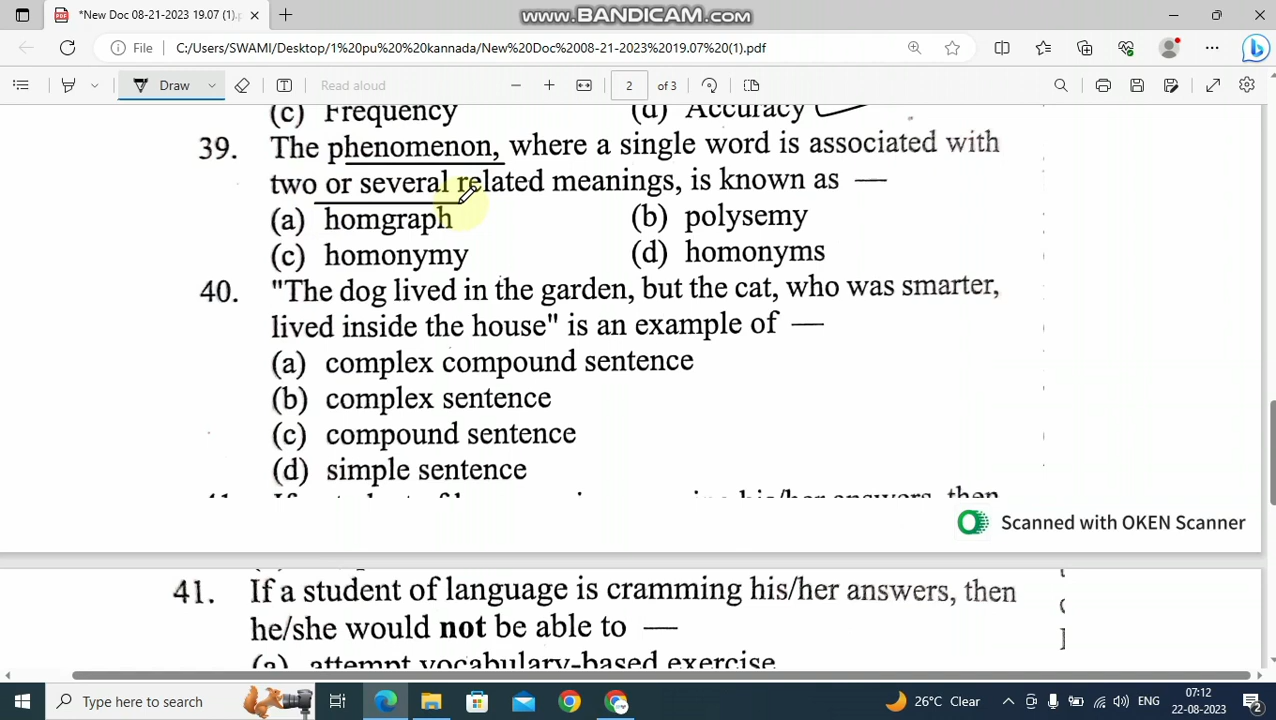 *New Doc 08-21-2023 19.07 (1).p
www.BANDICAM.com
File
C:/Users/SWAMI/Desktop/1%20pu%20%20kannada/New%20Doc%2008-21-2023%2019.07%20(1).pdf
Draw
Read aloud
2 of 3
(c) Frequency (d) Accuracy
39. The phenomenon, where a single word is associated with
two or several related meanings, is known as —
(a) homgraph (b) polysemy
(c) homonymy (d) homonyms
40. "The dog lived in the garden, but the cat, who was smarter,
lived inside the house" is an example of —
(a) complex compound sentence
(b) complex sentence
(c) compound sentence
(d) simple sentence
Scanned with OKEN Scanner
41. If a student of language is cramming his/her answers, then
he/she would not be able to —
(a) attempt vocabulary-based exercise
Type here to search
26°C Clear
ENG
07:12
22-08-2023
2